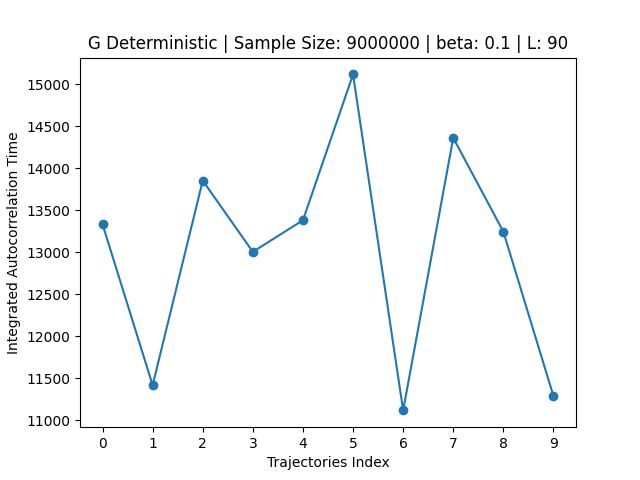 G Deterministic | Sample Size: 9000000 | beta: 0.1 | L: 90
Integrated Autocorrelation Time
15000
14500
14000
13500
13000
12500
12000
11500
11000
0 1 2 3 4 5 6 7 8 9
Trajectories Index